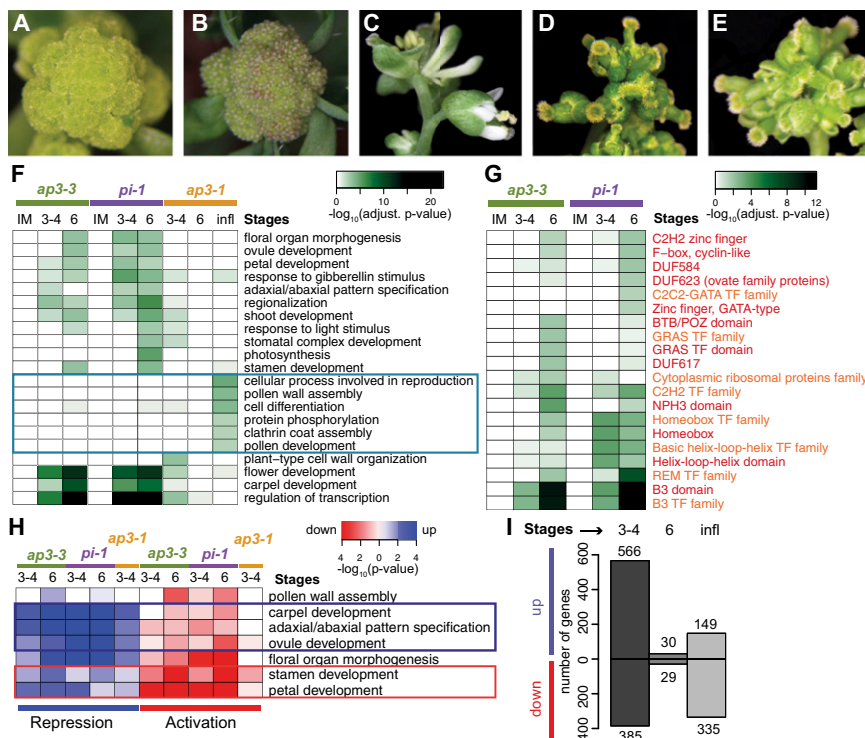 A B C D E
F
0 5 10 15 20
-log10(adjust. p-value)
ap3-3 pi-1 ap3-1
IM 3-4 6 IM 3-4 6 3-4 6 infl Stages
floral organ morphogenesis
ovule development
petal development
response to gibberellin stimulus
adaxial/abaxial pattern specification
regionalization
shoot development
response to light stimulus
stomatal complex development
photosynthesis
stamen development
cellular process involved in reproduction
pollen wall assembly
cell differentiation
protein phosphorylation
clathrin coat assembly
pollen development
plant-type cell wall organization
flower development
carpel development
regulation of transcription
G
0 4 8 12
-log10(adjust. p-value)
ap3-3 pi-1
IM 3-4 6 IM 3-4 6 Stages
C2H2 zinc finger
F-box, cyclin-like
DUF584
DUF623 (ovate family proteins)
C2C2-GATA TF family
Zinc finger, GATA-type
BTB/POZ domain
GRAS TF family
GRAS TF domain
DUF617
Cytoplasmic ribosomal proteins family
C2H2 TF family
NPH3 domain
Homeobox TF family
Homeobox
Basic helix-loop-helix TF family
Helix-loop-helix domain
REM TF family
B3 domain
B3 TF family
H
down up
4 2 0 2 4
-log10(p-value)
ap3-3 pi-1 ap3-1 ap3-3 pi-1 ap3-1
3-4 6 3-4 6 3-4 3-4 6 3-4 6 3-4 Stages
pollen wall assembly
carpel development
adaxial/abaxial pattern specification
ovule development
floral organ morphogenesis
stamen development
petal development
Repression Activation
I
Stages → 3-4 6 infl
up
down
number of genes
600
400
200
0
200
400
566
30
149
29
385
335